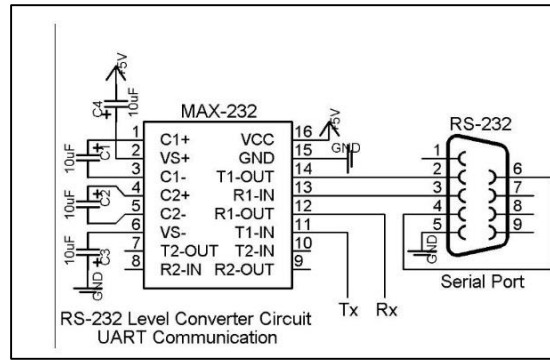 +5V
C4
10uF
MAX-232
RS-232
1 C1+ VCC 16 +5V
2 VS+ GND 15 GND
3 C1- T1-OUT 14
4 C2+ R1-IN 13
5 C2- R1-OUT 12
6 VS- T1-IN 11
7 T2-OUT T2-IN 10
8 R2-IN R2-OUT 9
10uF C1
10uF C2
10uF C3
GND
1
2
3
4
5
6
7
8
9
GND
Serial Port
Tx Rx
RS-232 Level Converter Circuit
UART Communication